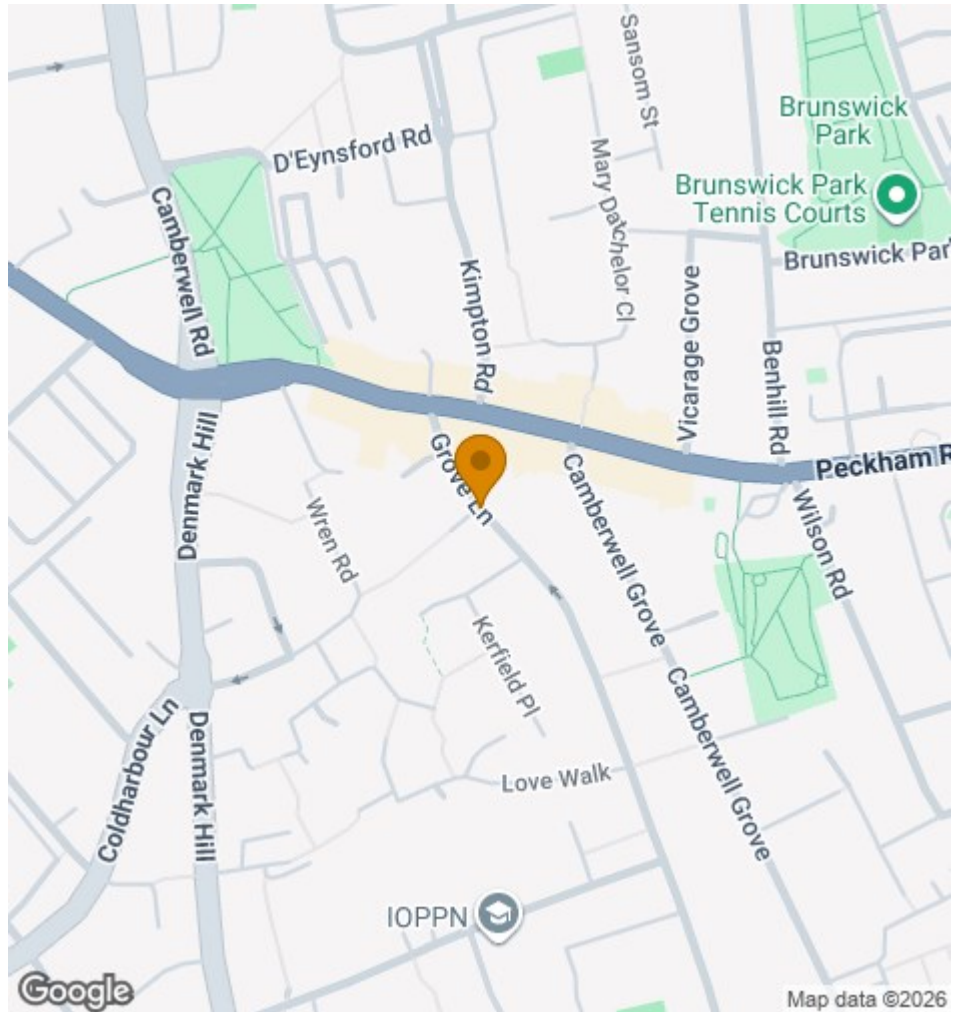 Sansom St
Brunswick
Park
D'Eynsford Rd
Mary Datchelor Cl
Brunswick Park
Tennis Courts
Camberwell Rd
Brunswick Par
Kimpton Rd
Vicarage Grove
Benhill Rd
Denmark Hill
Grove Ln
Peckham R
Camberwell Grove
Wren Rd
Wilson Rd
Kerfield Pl
Camberwell Grove
Coldharbour Ln
Denmark Hill
Love Walk
IOPPN
Google
Map data ©2026